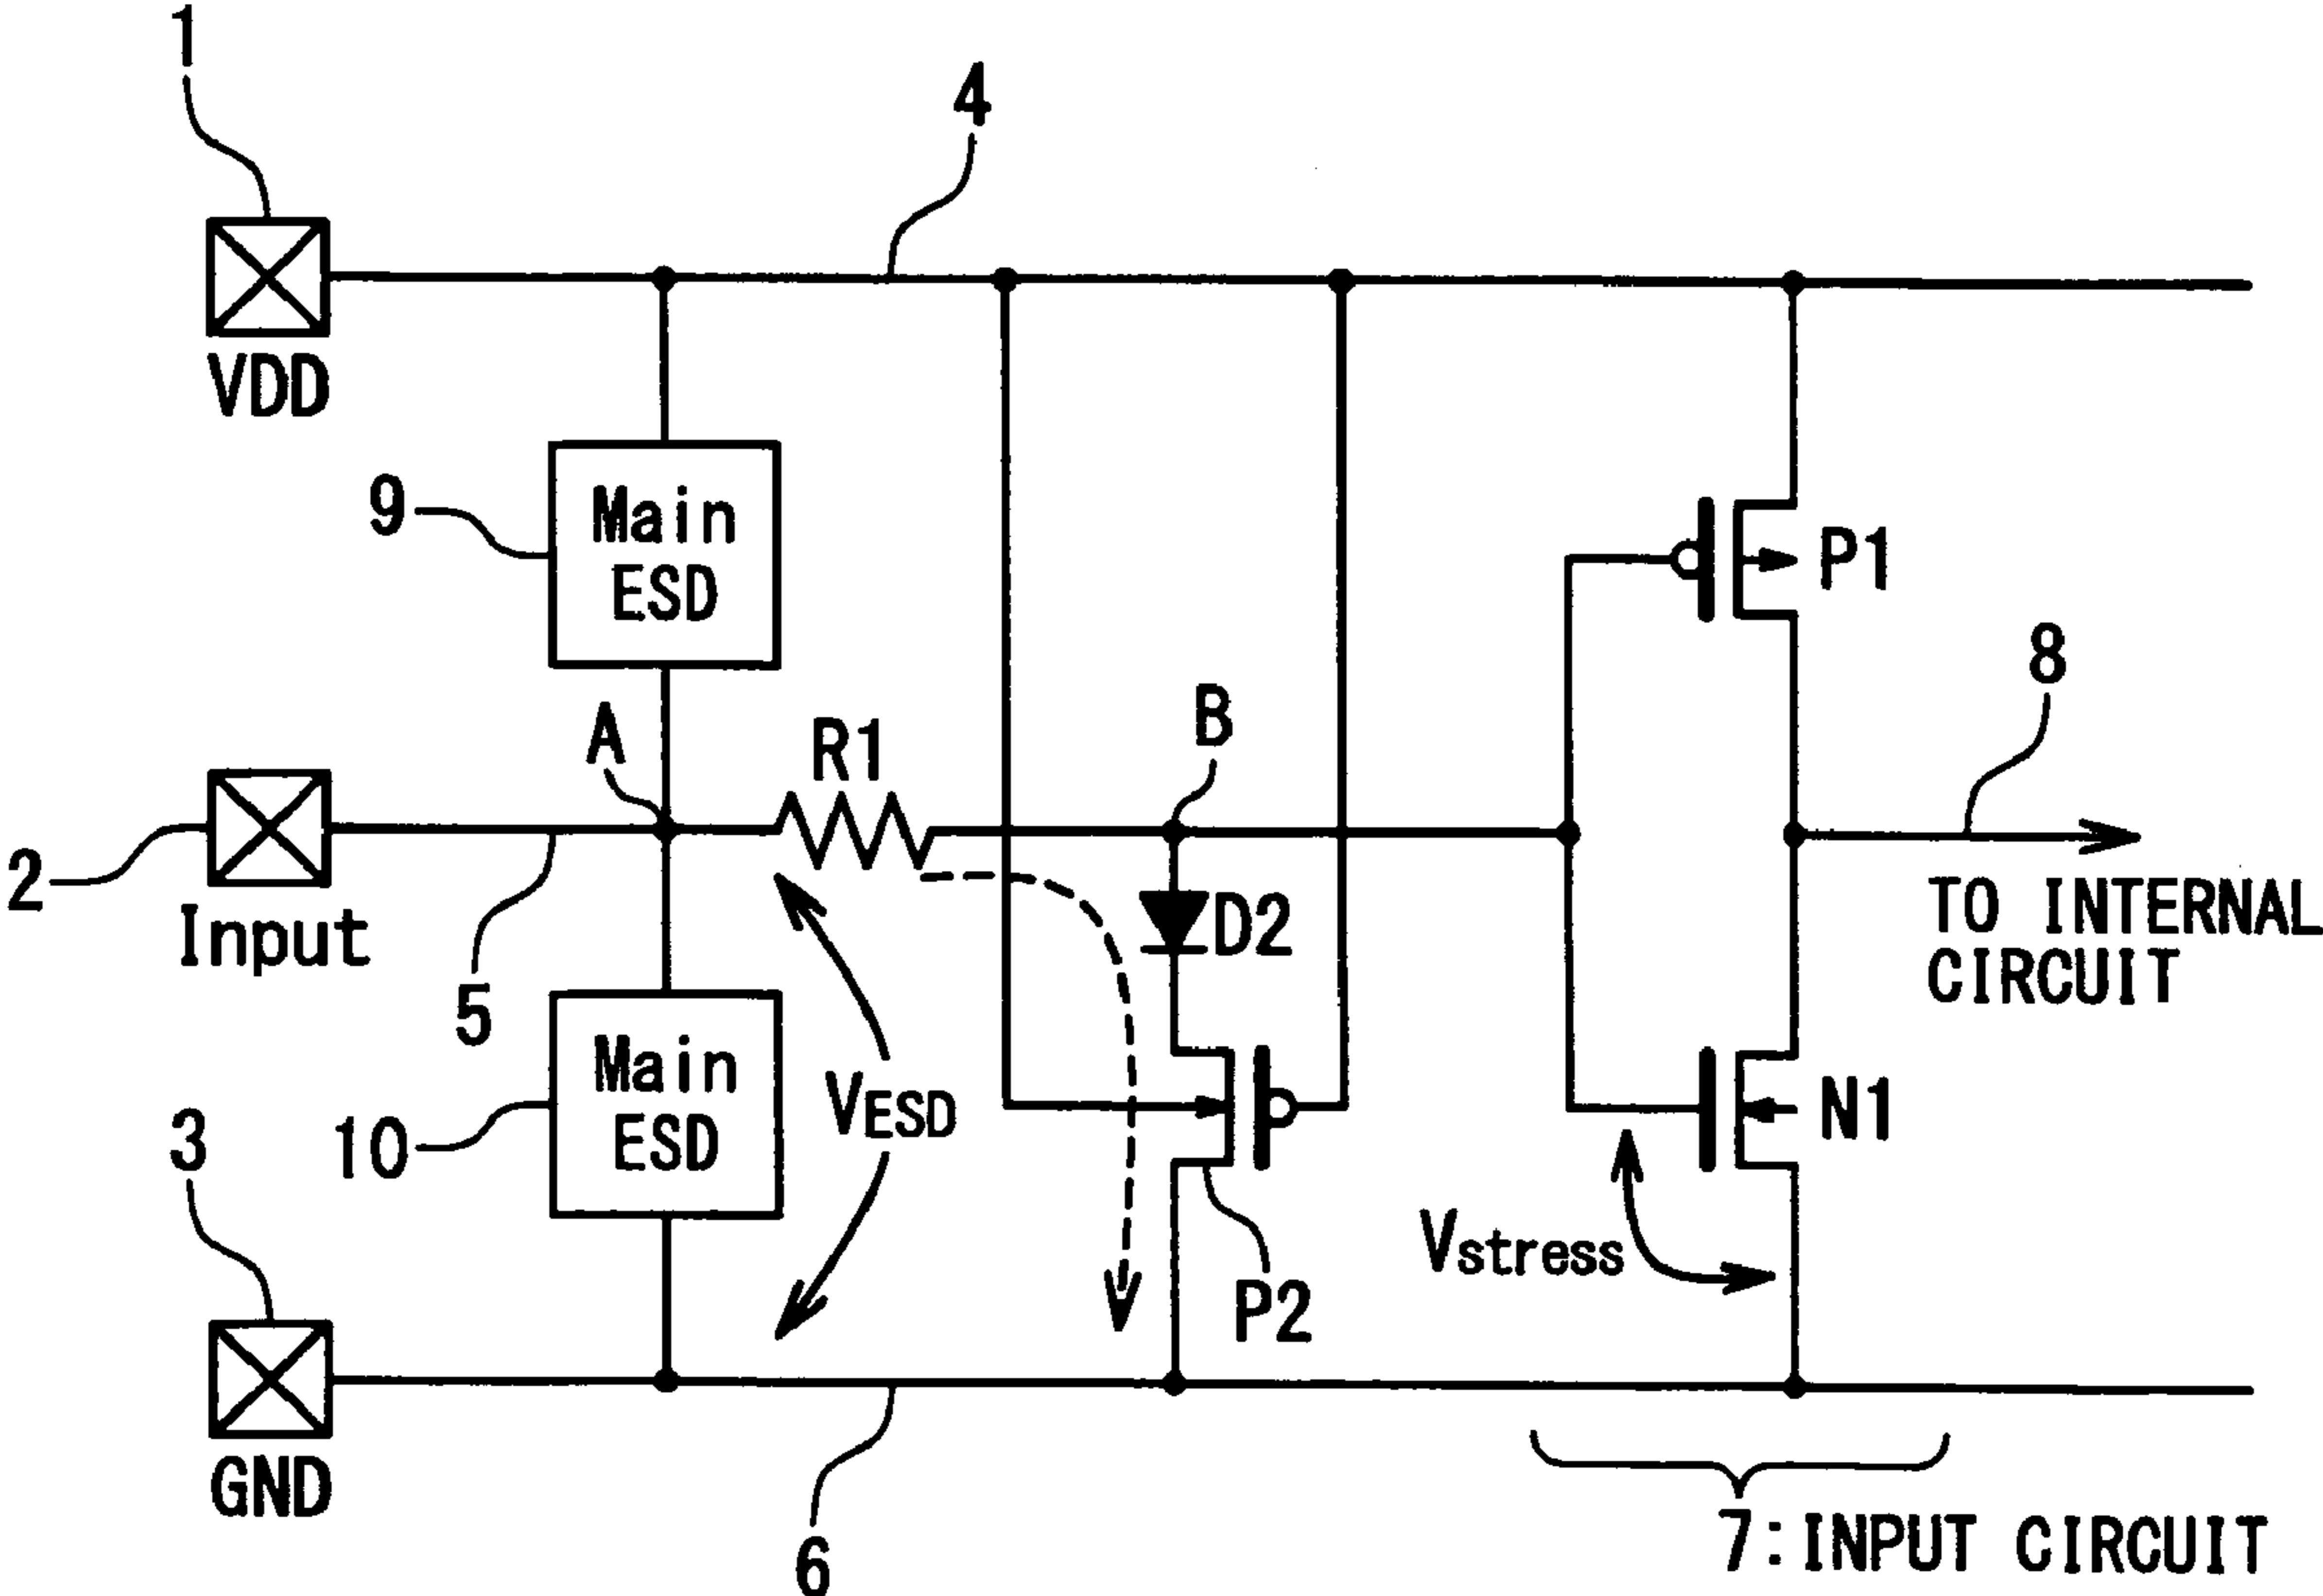 1
4
VDD
9
Main
ESD
P1
8
A
R1
B
2
Input
5
D2
TO INTERNAL
CIRCUIT
3
10
Main
ESD
VESD
N1
Vstress
P2
GND
6
7:INPUT CIRCUIT